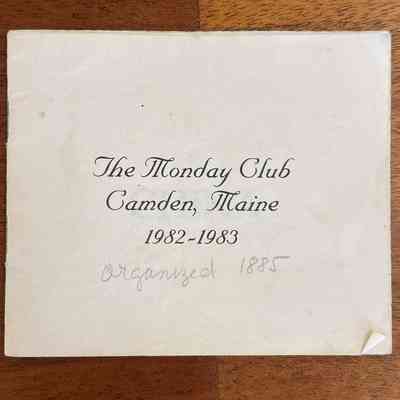 The Monday Club
Camden, Maine
1982-1983
organized 1885